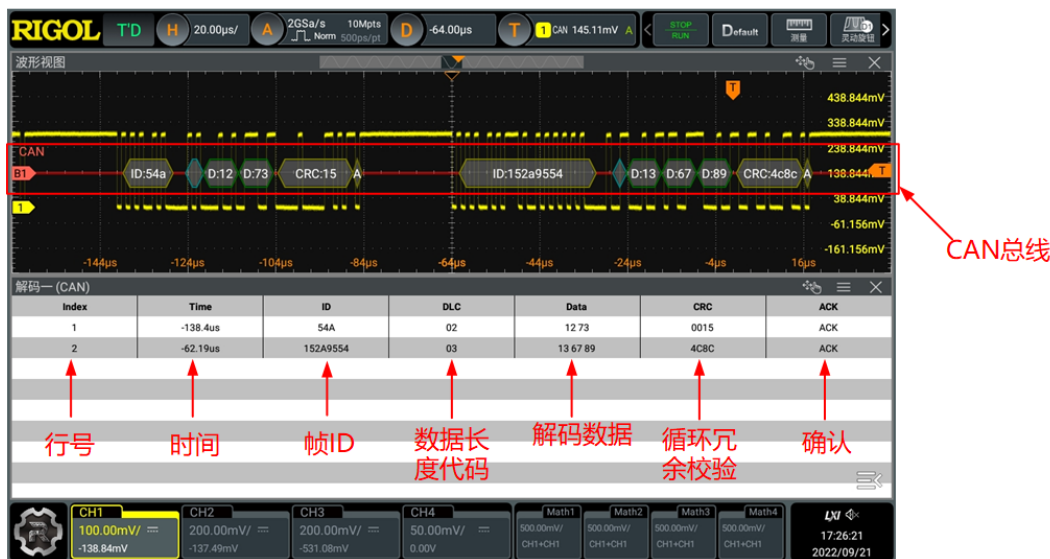 RIGOL T'D H 20.00μs/ A 2GSa/s 10Mpts D -64.00μs T 1 CAN 145.11mV A STOP Default
Norm 500ps/pt RUN 测量 灵动旋钮
波形视图
T
438.844mV
338.844mV
238.844mV
CAN
B1 ID:54a D:12 D:73 CRC:15 A ID:152a9554 D:13 D:67 D:89 CRC:4c8c A T
38.844mV
1
-61.156mV
CAN总线
-161.156mV
-144μs -124μs -104μs -84μs -64μs -44μs -24μs -4μs 16μs
解码一 (CAN)
Index Time ID DLC Data CRC ACK
1 -138.4us 54A 02 12 73 0015 ACK
2 -62.19us 152A9554 03 13 67 89 4C8C ACK
行号 时间 帧ID 数据长 解码数据 循环冗 确认
度代码 余校验
CH1 CH2 CH3 CH4 Math1 Math2 Math3 Math4 LXI
100.00mV/ 200.00mV/ 200.00mV/ 50.00mV/ 500.00mV/ 500.00mV/ 500.00mV/ 500.00mV/ 17:26:21
-138.84mV -137.49mV -531.08mV 0.00V CH1+CH1 CH1+CH1 CH1+CH1 CH1+CH1 2022/09/21